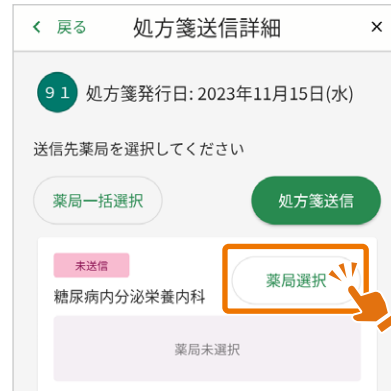 戻る 処方箋送信詳細 ×
91 処方箋発行日: 2023年11月15日(水)
送信先薬局を選択してください
薬局一括選択 処方箋送信
未送信
薬局選択
糖尿病内分泌栄養内科
薬局未選択